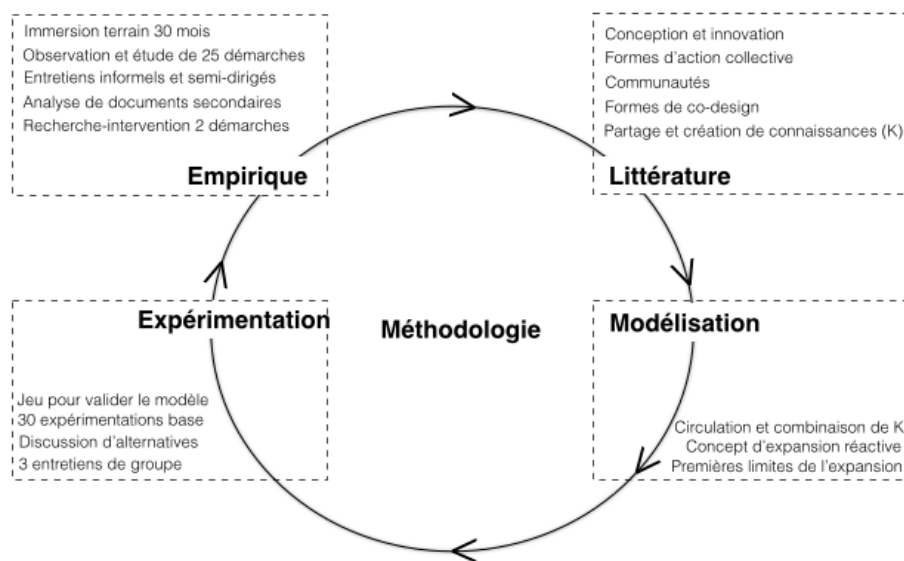 Immersion terrain 30 mois
Observation et étude de 25 démarches
Entretiens informels et semi-dirigés
Analyse de documents secondaires
Recherche-intervention 2 démarches
Empirique
Conception et innovation
Formes d'action collective
Communautés
Formes de co-design
Partage et création de connaissances (K)
Littérature
Expérimentation
Jeu pour valider le modèle
30 expérimentations base
Discussion d'alternatives
3 entretiens de groupe
Méthodologie
Modélisation
Circulation et combinaison de K
Concept d'expansion réactive
Premières limites de l'expansion